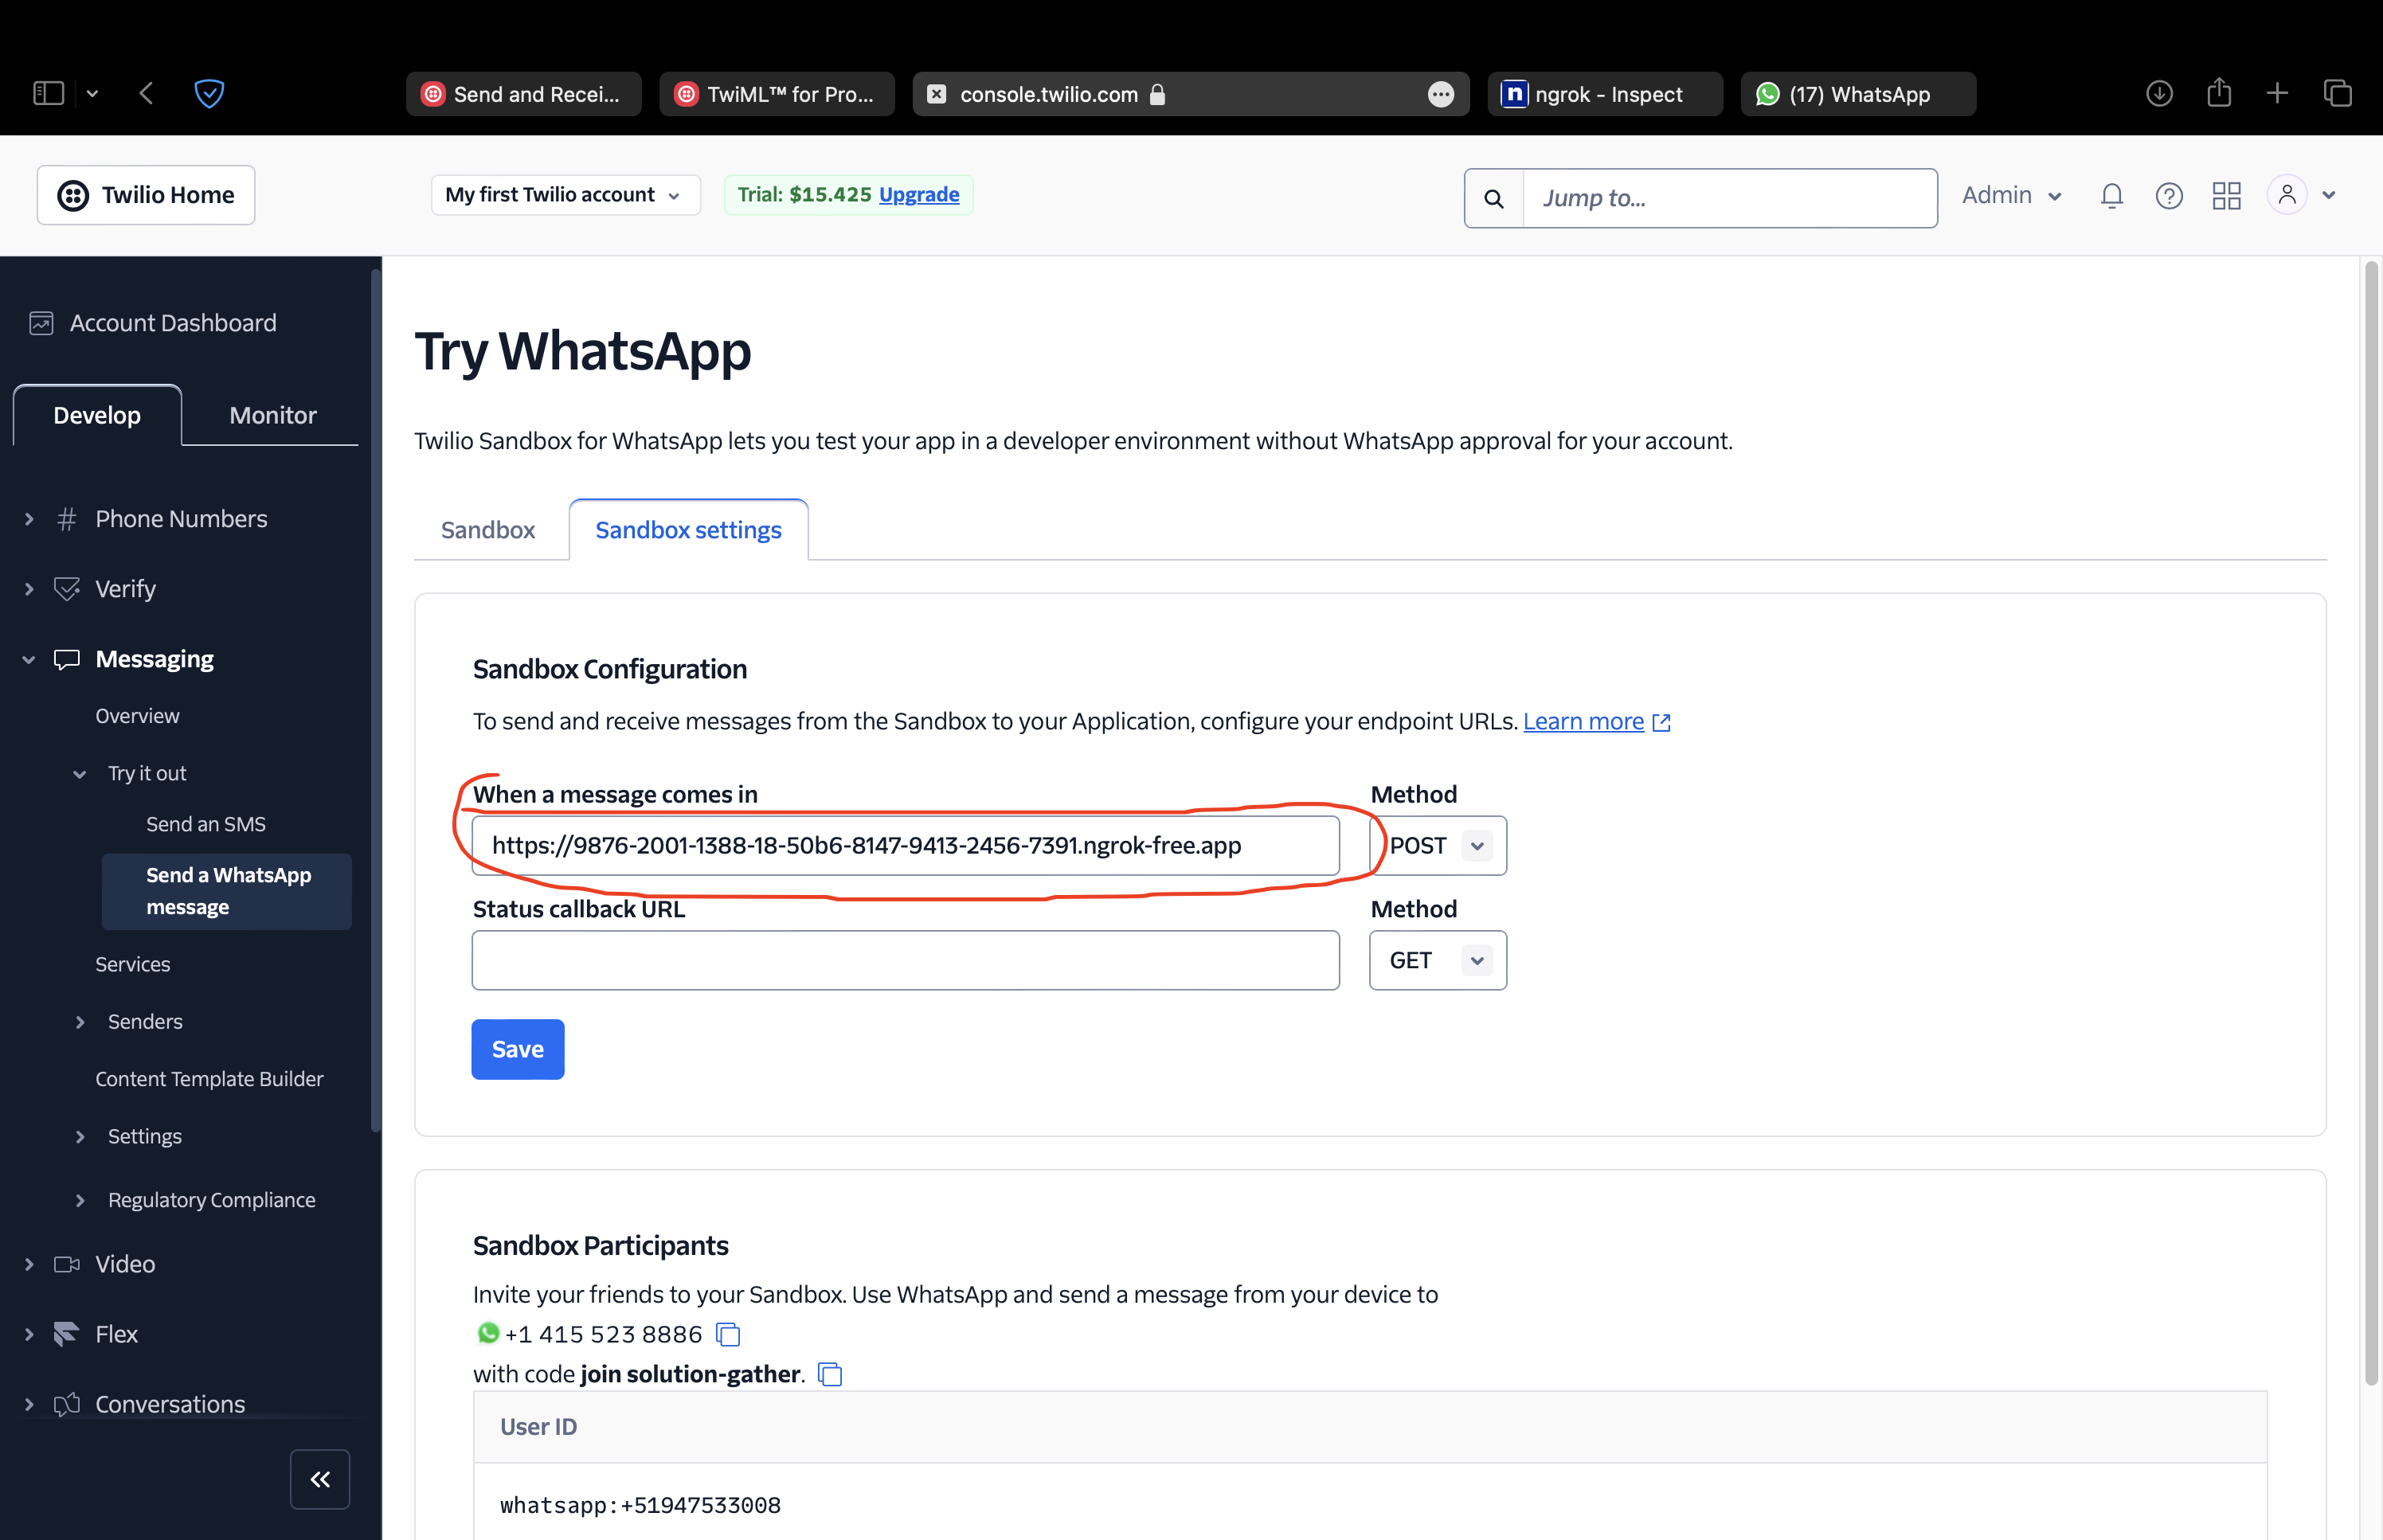 Send and Recei...
TwiML™ for Pro...
console.twilio.com
n ngrok - Inspect
(17) WhatsApp
Twilio Home
My first Twilio account
Trial: $15.425 Upgrade
Jump to...
Admin
Account Dashboard
Develop
Monitor
Phone Numbers
Verify
Messaging
Overview
Try it out
Send an SMS
Send a WhatsApp
message
Services
Senders
Content Template Builder
Settings
Regulatory Compliance
Video
Flex
Conversations
Try WhatsApp
Twilio Sandbox for WhatsApp lets you test your app in a developer environment without WhatsApp approval for your account.
Sandbox
Sandbox settings
Sandbox Configuration
To send and receive messages from the Sandbox to your Application, configure your endpoint URLs. Learn more
When a message comes in
Method
https://9876-2001-1388-18-50b6-8147-9413-2456-7391.ngrok-free.app
POST
Status callback URL
Method
GET
Save
Sandbox Participants
Invite your friends to your Sandbox. Use WhatsApp and send a message from your device to
+1 415 523 8886
with code join solution-gather.
User ID
whatsapp:+51947533008